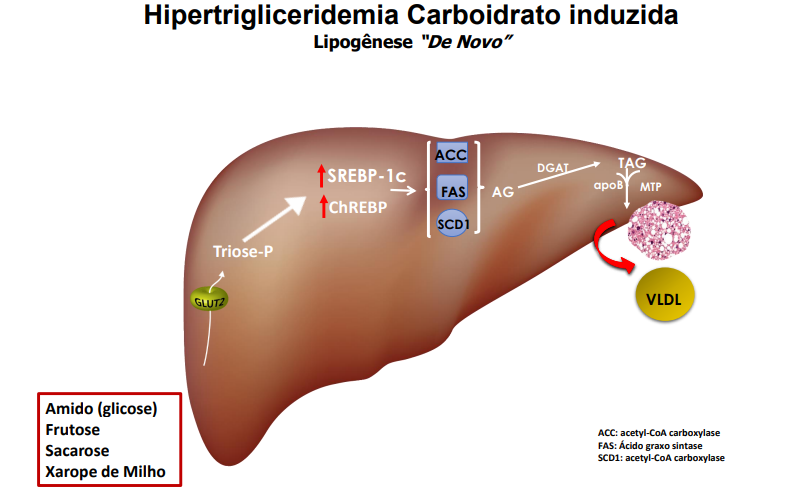 Hipertrigliceridemia Carboidrato induzida
Lipogênese "De Novo"
SREBP-1c
ChREBP
Triose-P
GLUT2
ACC
FAS
SCD1
AG
DGAT
TAG
apoB
MTP
VLDL
Amido (glicose)
Frutose
Sacarose
Xarope de Milho
ACC: acetyl-CoA carboxylase
FAS: Ácido graxo sintase
SCD1: acetyl-CoA carboxylase